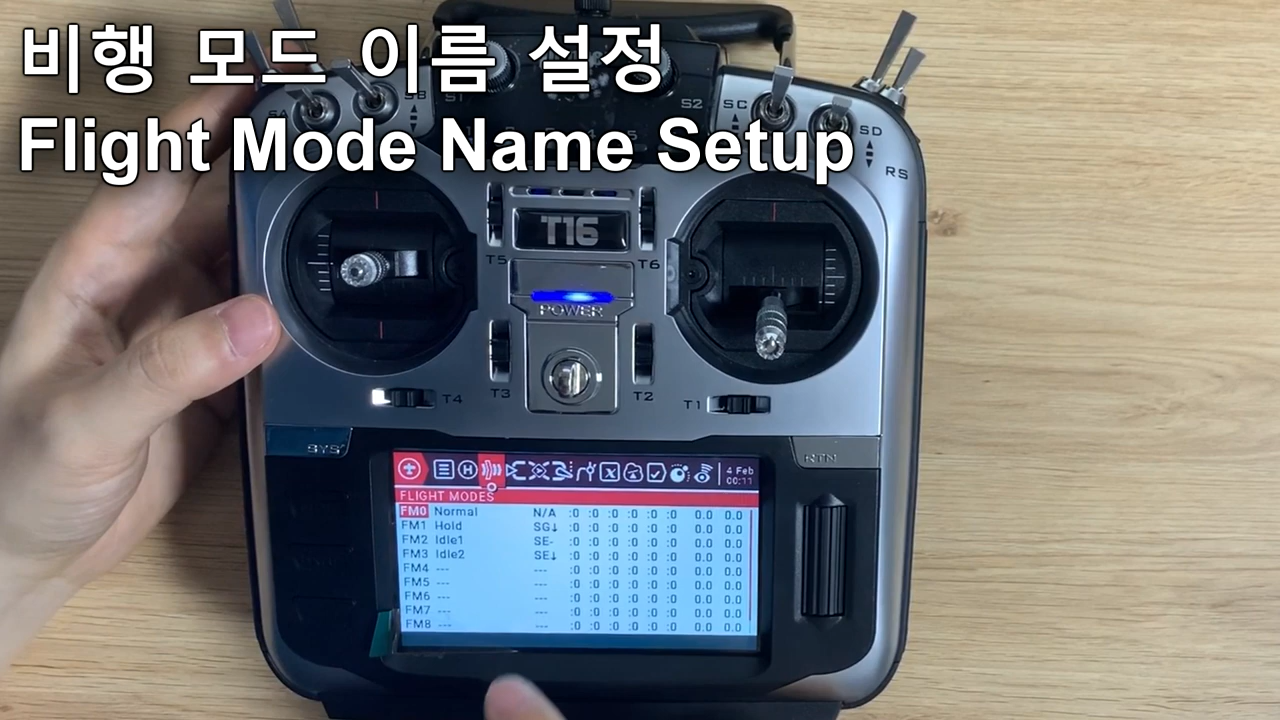 비행 모드 이름 설정
Flight Mode Name Setup
SA
SB
S1
S2
SC
SD
RS
T16
T5
T6
POWER
T3
T2
T4
T1
SYS
RTN
4 Feb
00:11
FLIGHT MODES
FM0 Normal N/A :0 :0 :0 :0 :0 :0 0.0 0.0
FM1 Hold SG↓ :0 :0 :0 :0 :0 :0 0.0 0.0
FM2 Idle1 SE- :0 :0 :0 :0 :0 :0 0.0 0.0
FM3 Idle2 SE↓ :0 :0 :0 :0 :0 :0 0.0 0.0
FM4 --- --- :0 :0 :0 :0 :0 :0 0.0 0.0
FM5 --- --- :0 :0 :0 :0 :0 :0 0.0 0.0
FM6 --- --- :0 :0 :0 :0 :0 :0 0.0 0.0
FM7 --- --- :0 :0 :0 :0 :0 :0 0.0 0.0
FM8 --- --- :0 :0 :0 :0 :0 :0 0.0 0.0